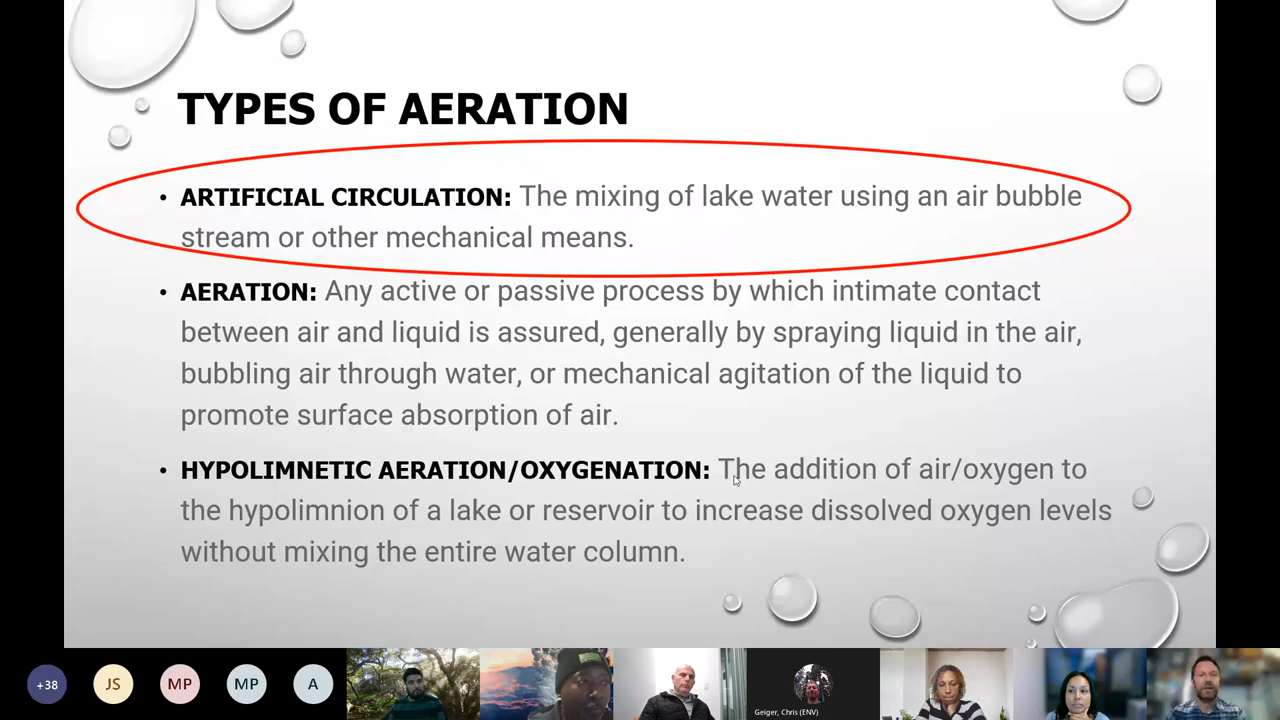 TYPES OF AERATION
• ARTIFICIAL CIRCULATION: The mixing of lake water using an air bubble
stream or other mechanical means.
• AERATION: Any active or passive process by which intimate contact
between air and liquid is assured, generally by spraying liquid in the air,
bubbling air through water, or mechanical agitation of the liquid to
promote surface absorption of air.
• HYPOLIMNETIC AERATION/OXYGENATION: The addition of air/oxygen to
the hypolimnion of a lake or reservoir to increase dissolved oxygen levels
without mixing the entire water column.
+38
JS
MP
MP
A
Geiger, Chris (ENV)